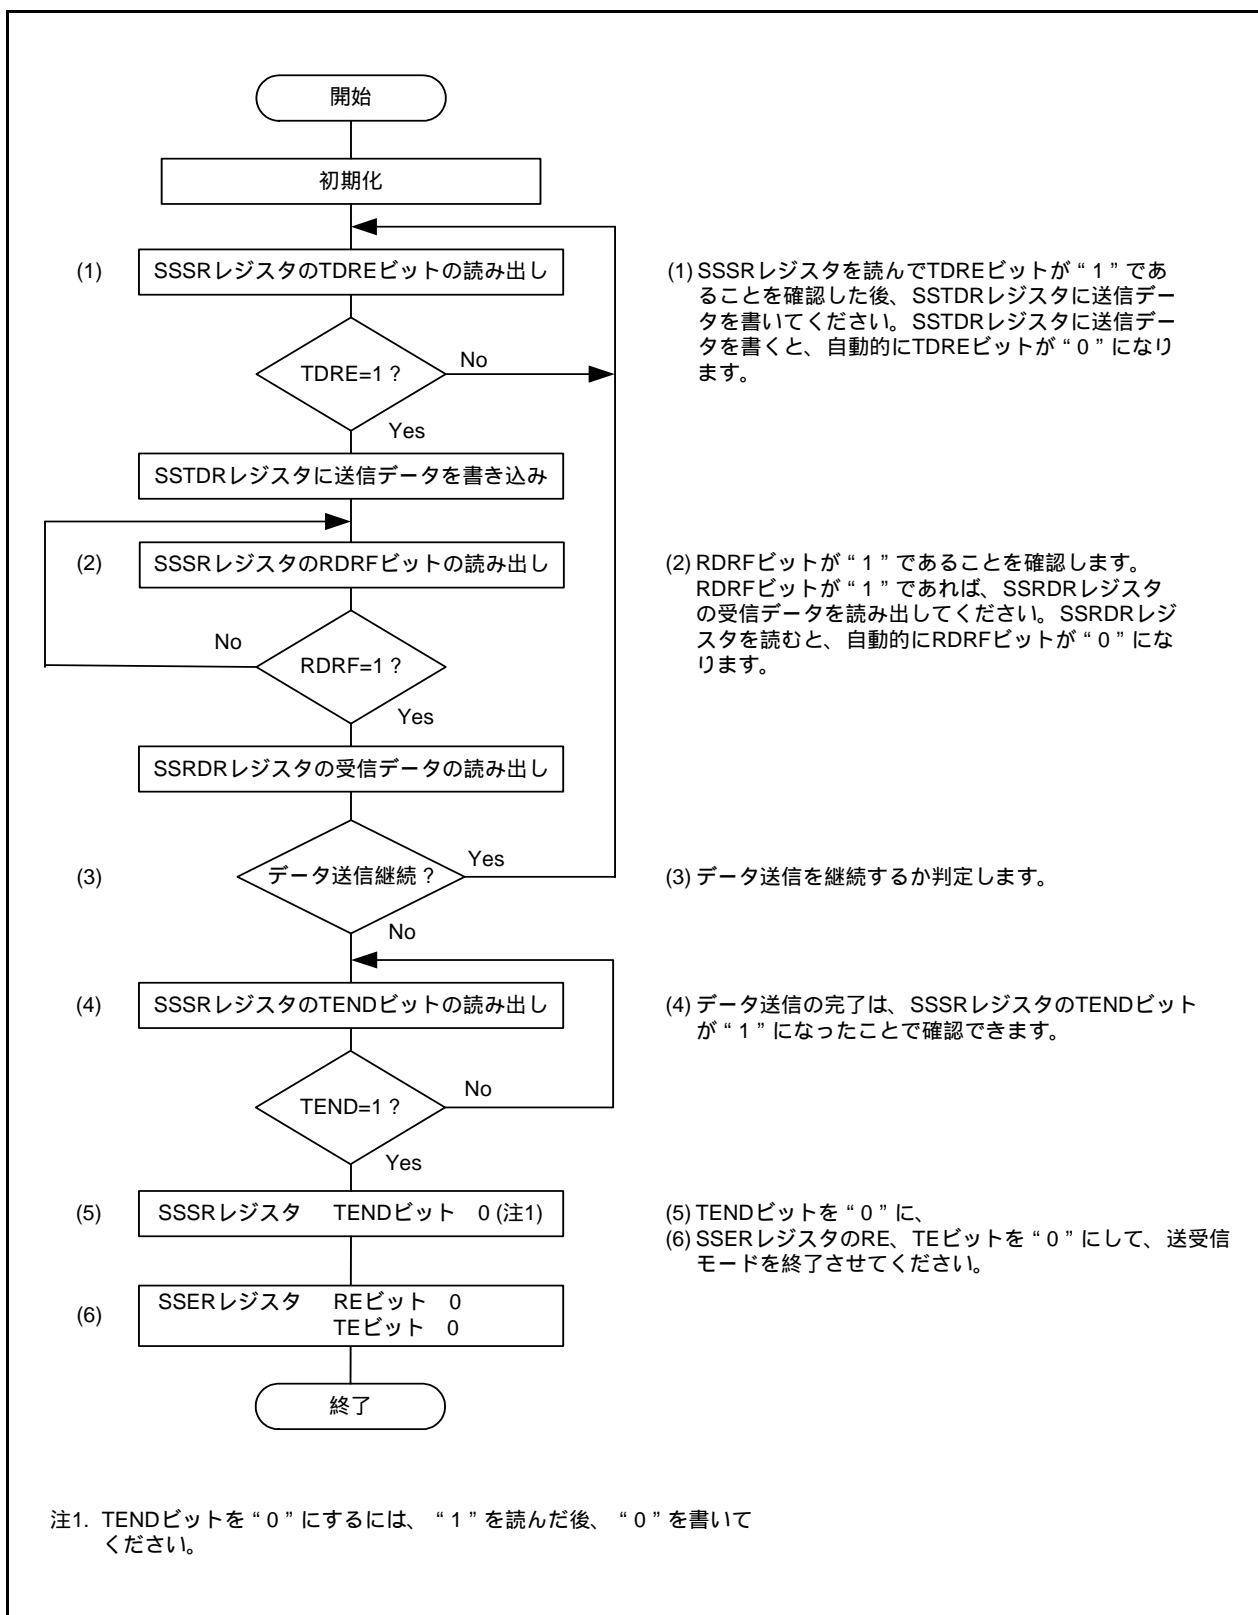 開始
初期化
(1)
SSSRレジスタのTDREビットの読み出し
TDRE=1 ?
No
Yes
SSTDRレジスタに送信データを書き込み
(2)
SSSRレジスタのRDRFビットの読み出し
No
RDRF=1 ?
Yes
SSRDRレジスタの受信データの読み出し
(3)
データ送信継続 ?
Yes
No
(4)
SSSRレジスタのTENDビットの読み出し
TEND=1 ?
No
Yes
(5)
SSSRレジスタ TENDビット 0 (注1)
(6)
SSERレジスタ REビット 0
TEビット 0
終了
(1) SSSRレジスタを読んでTDREビットが“ 1 ” であ
ることを確認した後、SSTDRレジスタに送信デー
タを書いてください。SSTDRレジスタに送信デー
タを書くと、自動的にTDREビットが“ 0 ” になり
ます。
(2) RDRFビットが“ 1 ” であることを確認します。
RDRFビットが“ 1 ” であれば、SSRDRレジスタ
の受信データを読み出してください。SSRDRレジ
スタを読むと、自動的にRDRFビットが“ 0 ” にな
ります。
(3) データ送信を継続するか判定します。
(4) データ送信の完了は、SSSRレジスタのTENDビット
が“ 1 ” になったことで確認できます。
(5) TENDビットを“ 0 ” に、
(6) SSERレジスタのRE、TEビットを“ 0 ” にして、送受信
モードを終了させてください。
注1. TENDビットを“ 0 ” にするには、“ 1 ” を読んだ後、“ 0 ” を書いて
ください。